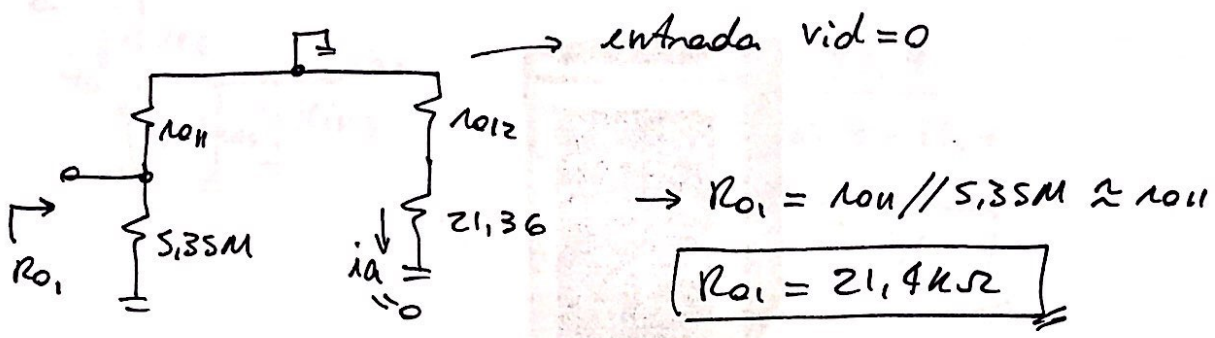 → entrada vid=0
ro11
ro12
→ Ro1 = ro11 // 5,35M ≈ ro11
5,35M
21,36
ia
=0
Ro1
Ro1 = 21,4kΩ